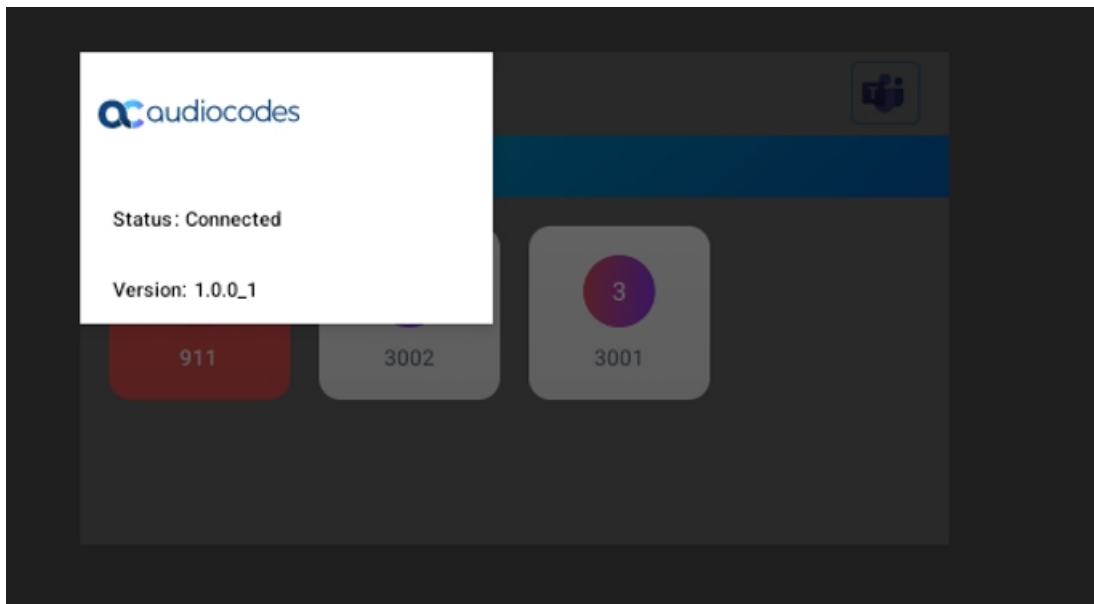 audiocodes
Status: Connected
Version: 1.0.0_1
3
911
3002
3001